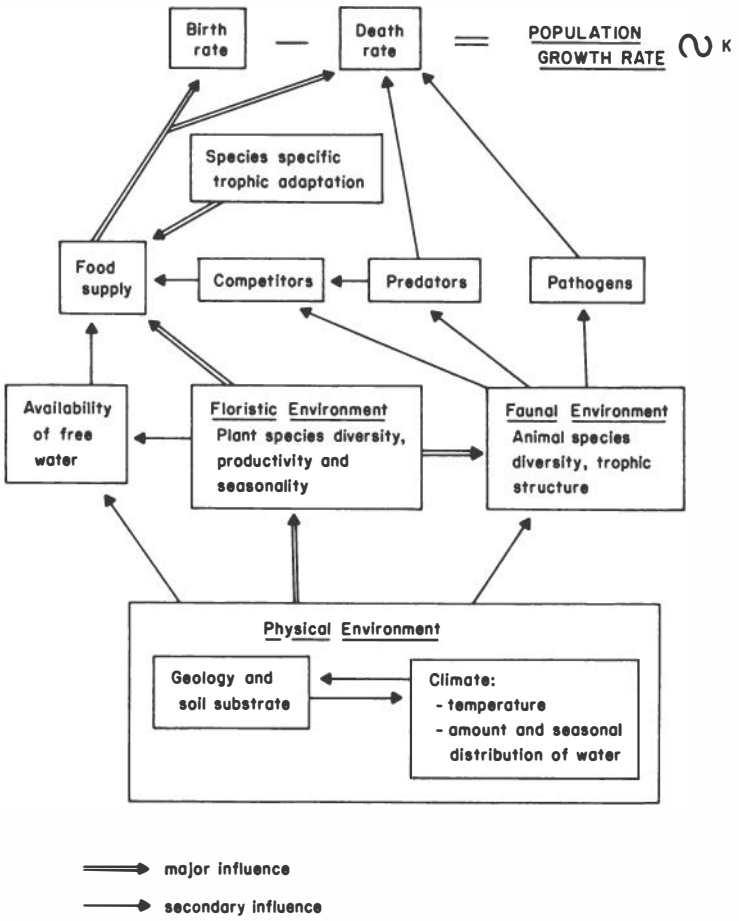 Birth
rate
—
Death
rate
=
POPULATION
GROWTH RATE
∿ K
Species specific
trophic adaptation
Food
supply
Competitors
Predators
Pathogens
Availability
of free
water
Floristic Environment
Plant species diversity,
productivity and
seasonality
Faunal Environment
Animal species
diversity, trophic
structure
Physical Environment
Geology and
soil substrate
Climate:
- temperature
- amount and seasonal
distribution of water
major influence
secondary influence